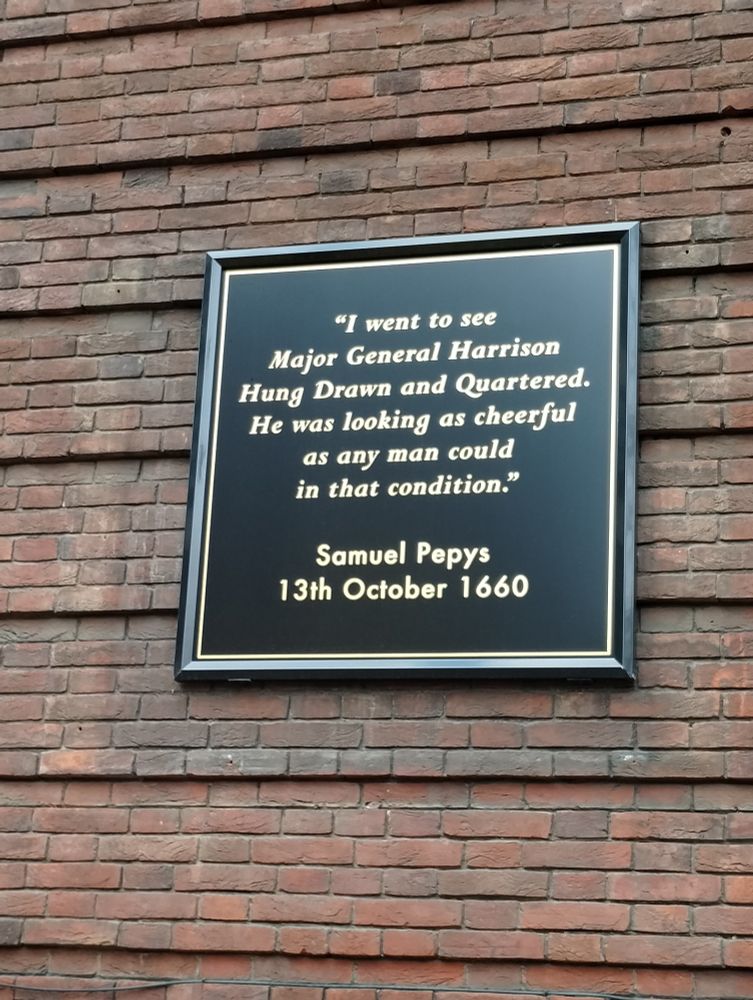 “I went to see
Major General Harrison
Hung Drawn and Quartered.
He was looking as cheerful
as any man could
in that condition.”
Samuel Pepys
13th October 1660